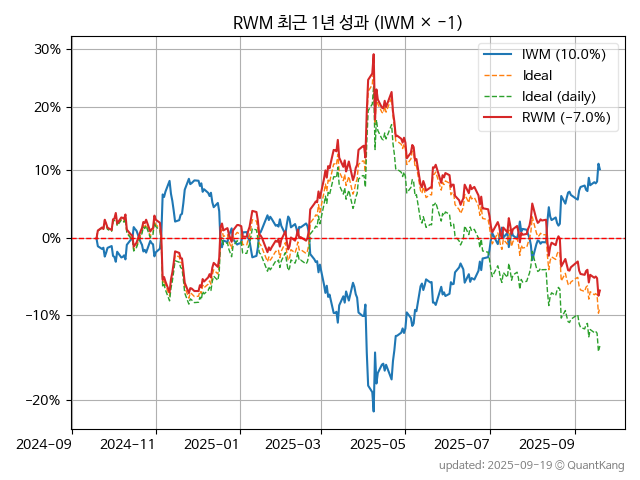 RWM 최근 1년 성과 (IWM × −1)
30%
20%
10%
0%
−10%
−20%
IWM (10.0%)
Ideal
Ideal (daily)
RWM (−7.0%)
2024-09
2024-11
2025-01
2025-03
2025-05
2025-07
2025-09
updated: 2025-09-19 © QuantKang